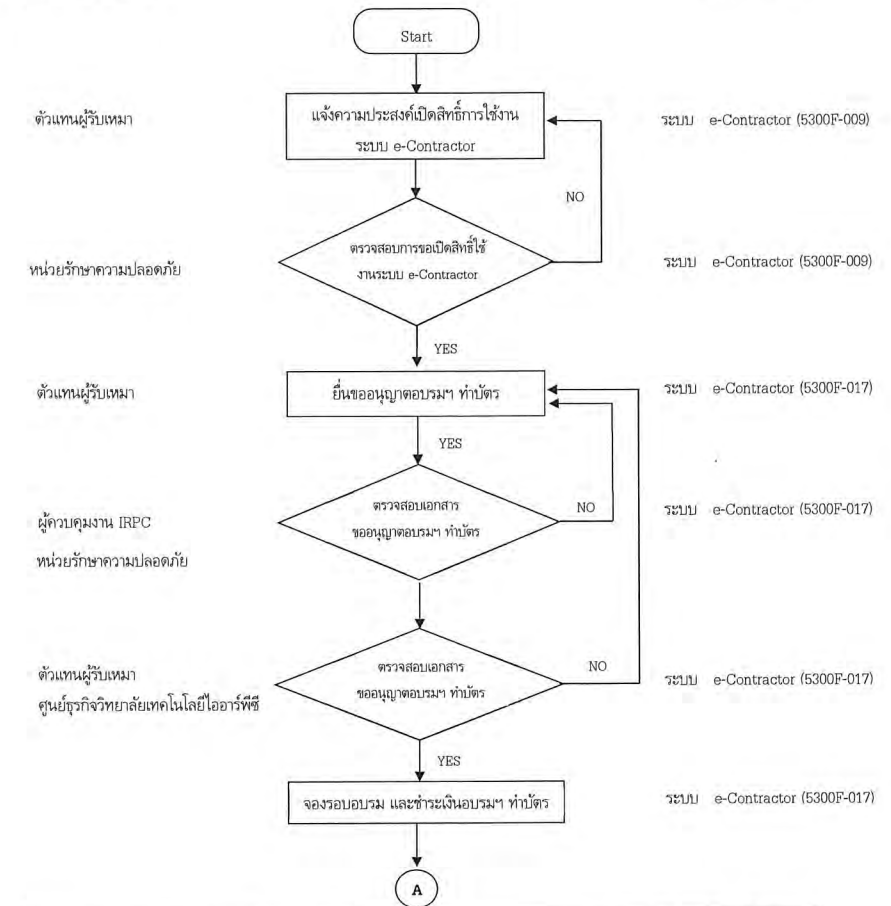 Start
ตัวแทนผู้รับเหมา
แจ้งความประสงค์เปิดสิทธิ์การใช้งาน
ระบบ e-Contractor
ระบบ e-Contractor (5300F-009)
NO
หน่วยรักษาความปลอดภัย
ตรวจสอบการขอเปิดสิทธิ์ใช้
งานระบบ e-Contractor
ระบบ e-Contractor (5300F-009)
YES
ตัวแทนผู้รับเหมา
ยื่นขออนุญาตอบรมฯ ทำบัตร
ระบบ e-Contractor (5300F-017)
YES
ผู้ควบคุมงาน IRPC
หน่วยรักษาความปลอดภัย
ตรวจสอบเอกสาร
ขออนุญาตอบรมฯ ทำบัตร
NO
ระบบ e-Contractor (5300F-017)
ตัวแทนผู้รับเหมา
ศูนย์ธุรกิจวิทยาลัยเทคโนโลยีไออาร์พีซี
ตรวจสอบเอกสาร
ขออนุญาตอบรมฯ ทำบัตร
NO
ระบบ e-Contractor (5300F-017)
YES
จองรอบอบรม และชำระเงินอบรมฯ ทำบัตร
ระบบ e-Contractor (5300F-017)
A